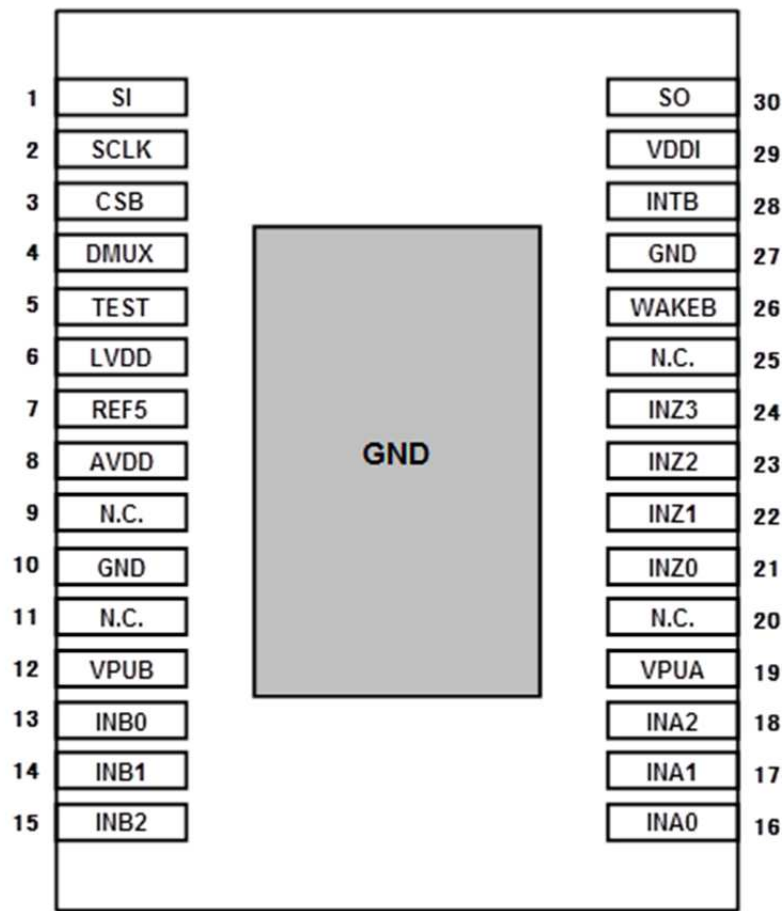 1 SI SO 30
2 SCLK VDDI 29
3 CSB INTB 28
4 DMUX GND 27
5 TEST WAKEB 26
6 LVDD N.C. 25
7 REF5 INZ3 24
GND
8 AVDD INZ2 23
9 N.C. INZ1 22
10 GND INZ0 21
11 N.C. N.C. 20
12 VPUB VPUA 19
13 INB0 INA2 18
14 INB1 INA1 17
15 INB2 INA0 16